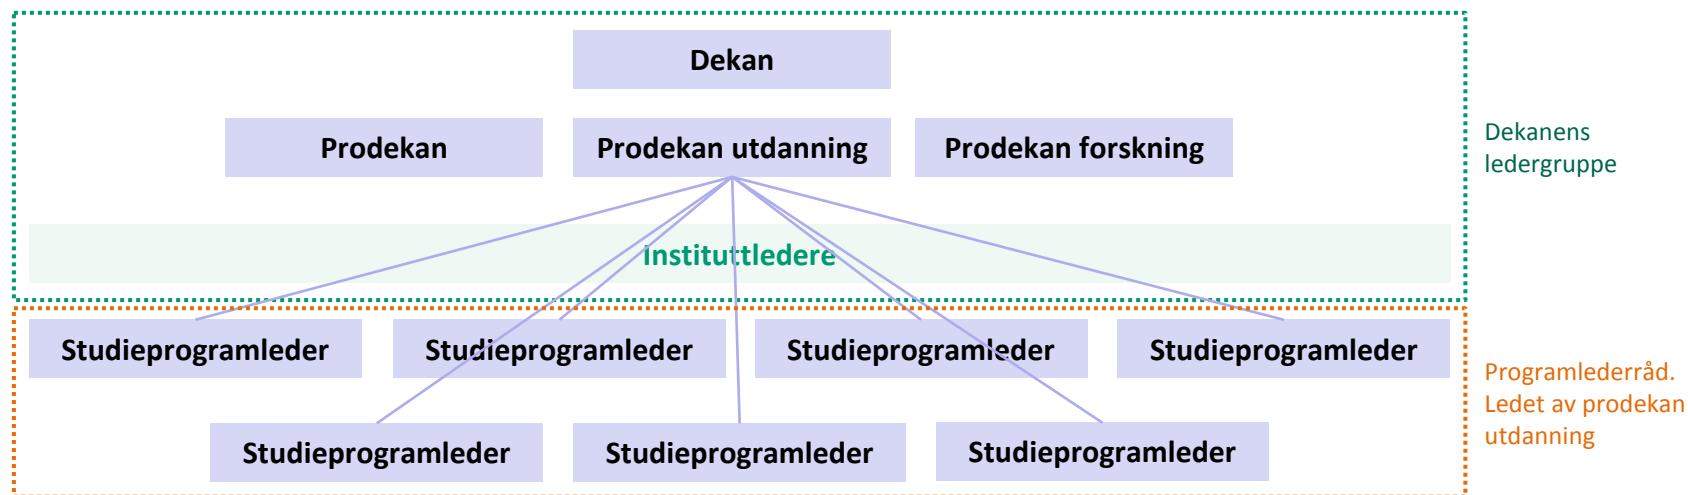 Dekan
Prodekan
Prodekan utdanning
Prodekan forskning
Dekanens
ledergruppe
Instituttledere
Studieprogramleder
Studieprogramleder
Studieprogramleder
Studieprogramleder
Programlederråd.
Ledet av prodekan
utdanning
Studieprogramleder
Studieprogramleder
Studieprogramleder